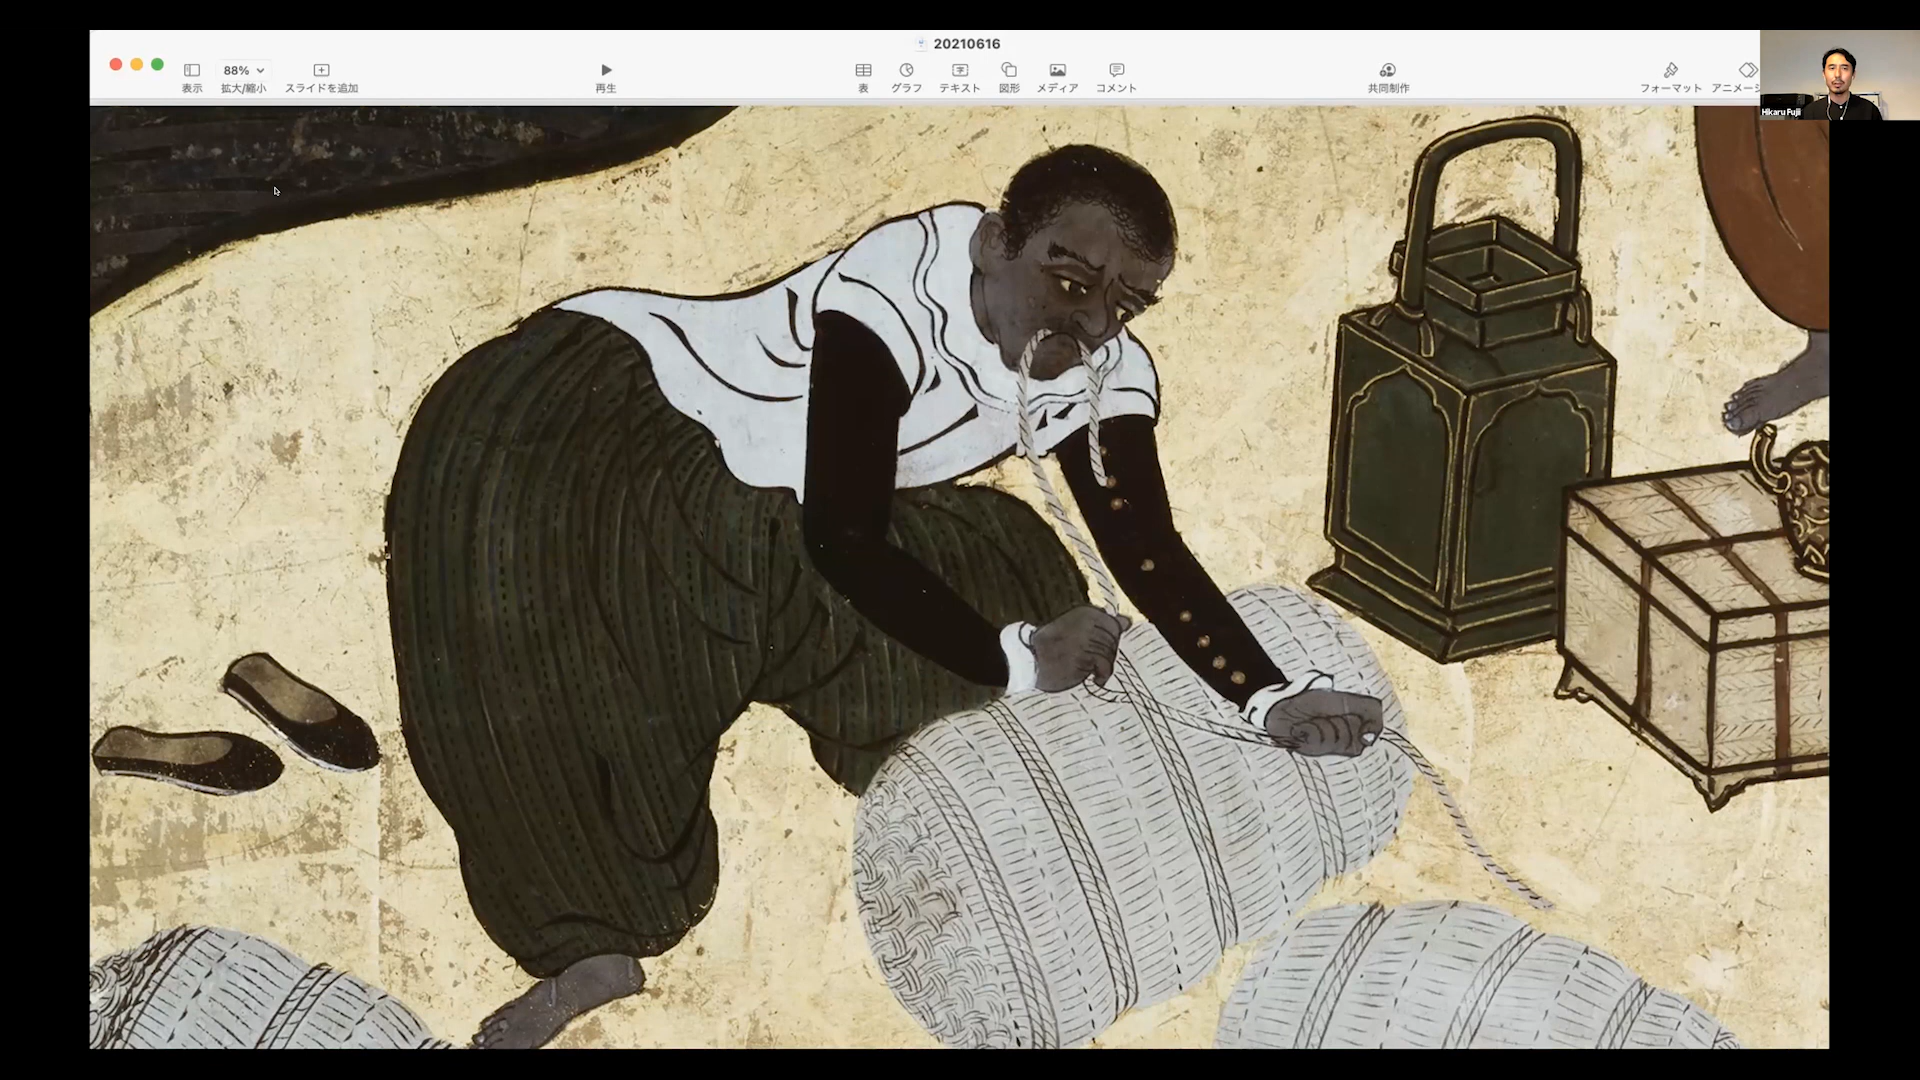 20210616
88%
表示
拡大/縮小
スライドを追加
再生
表
グラフ
テキスト
図形
メディア
コメント
共同制作
フォーマット
アニメーシ
Hikaru Fujii